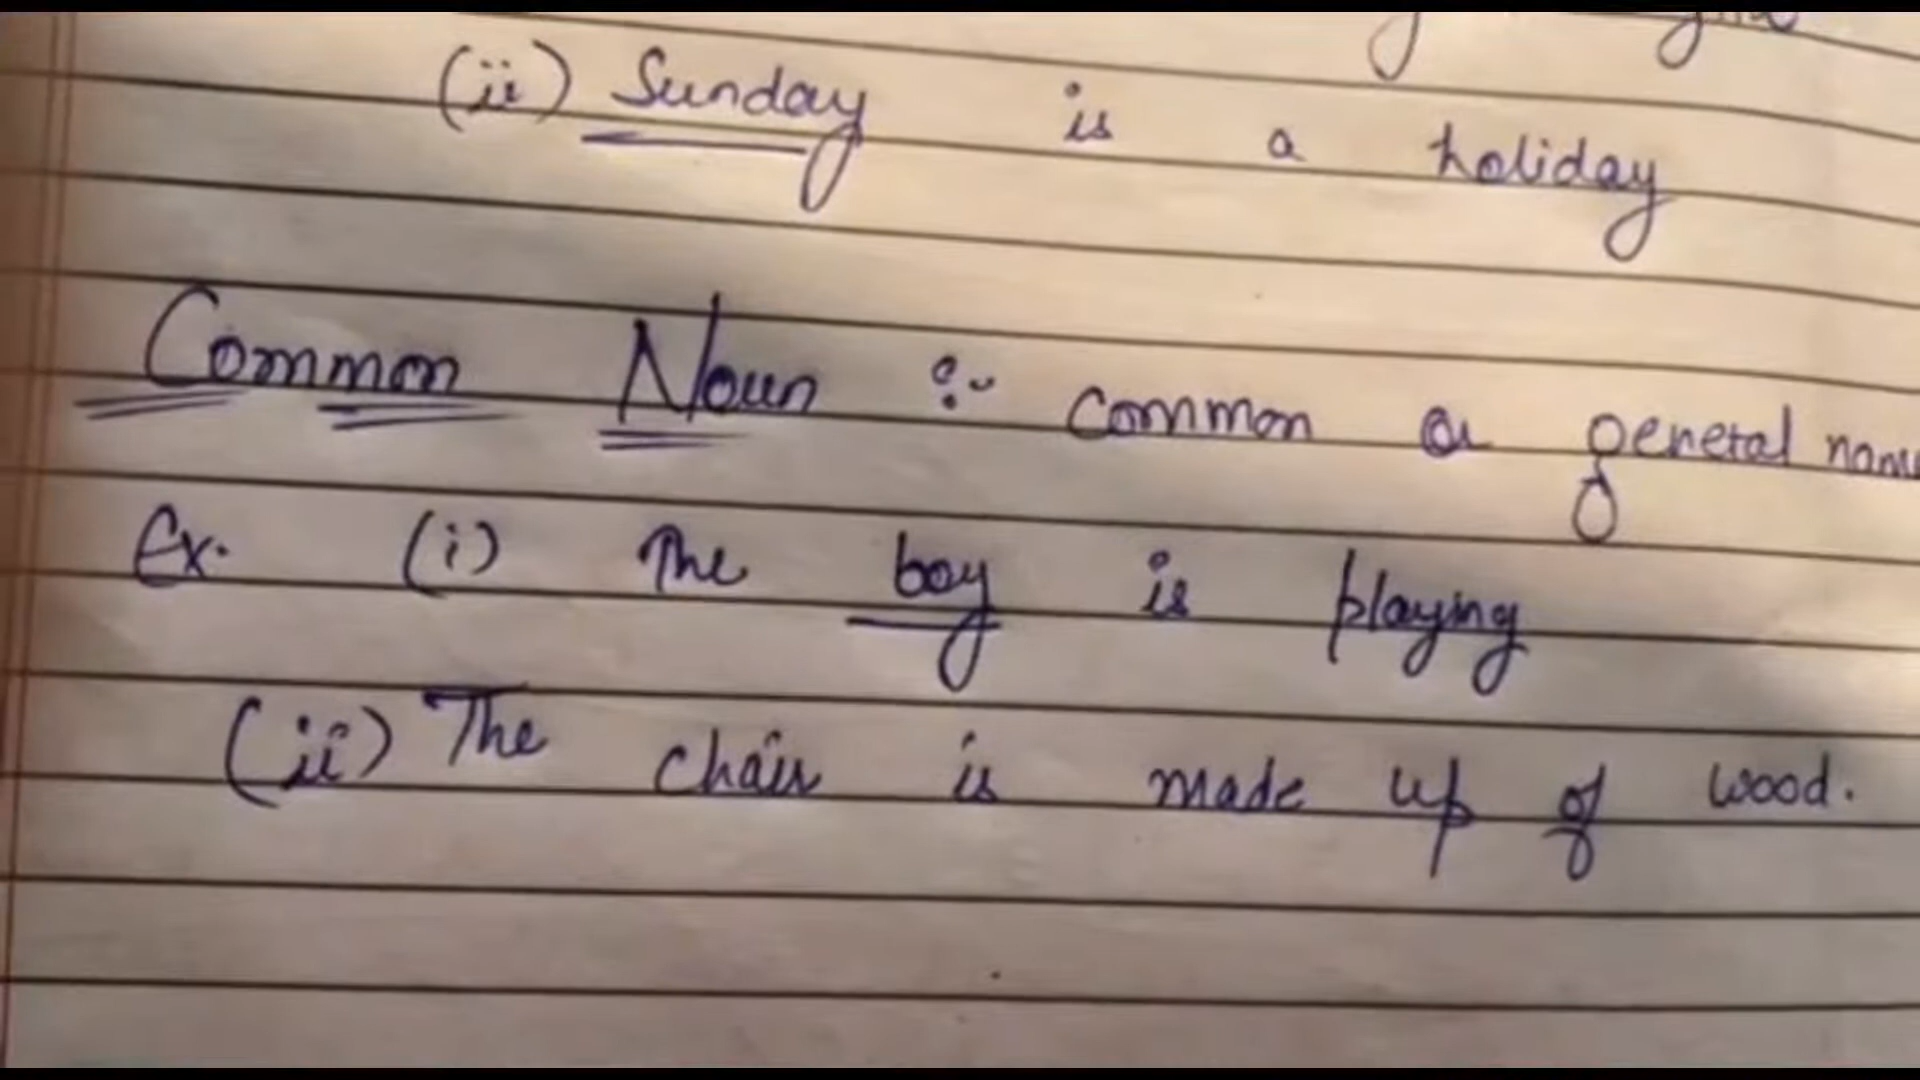 (ii) Sunday is a holiday
Common Noun :- Common or general name
Ex. (i) The boy is playing
(ii) The chair is made up of wood.